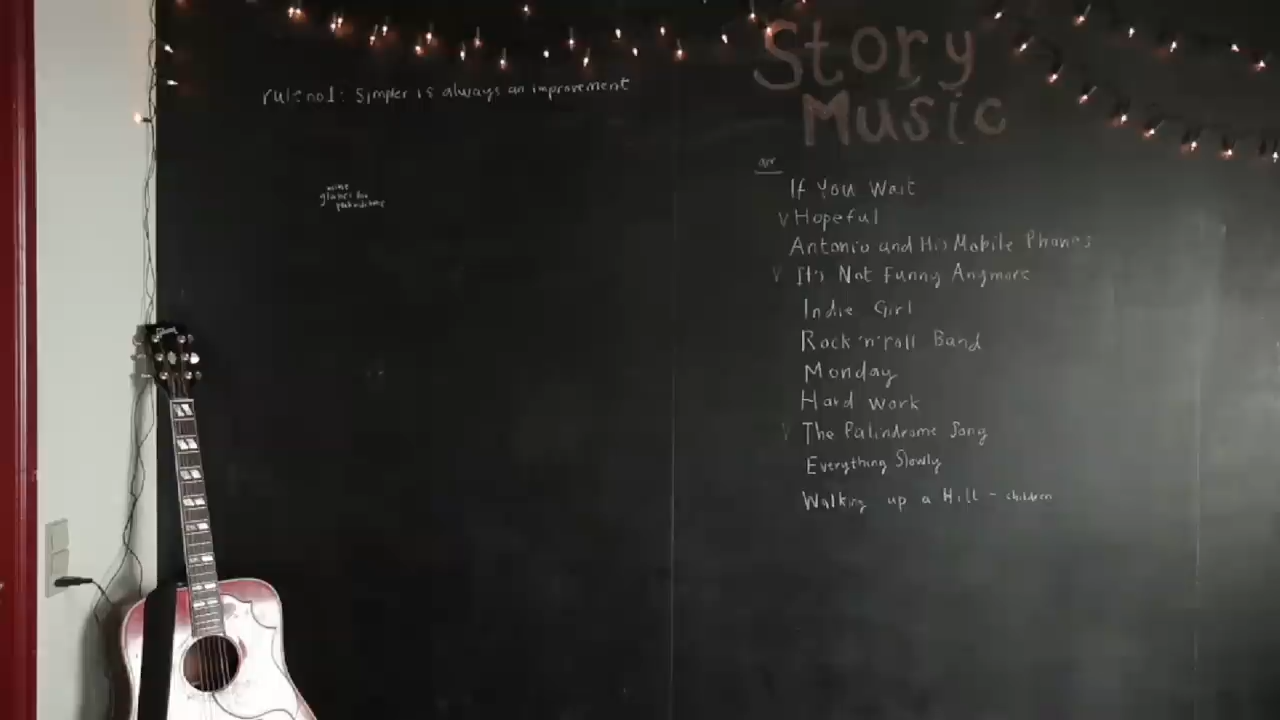 rule no1: Simpler is always an improvement
Story
Music
If You Wait
v Hopeful
Antonio and His Mobile Phones
v It's Not Funny Anymore
Indie Girl
Rock'n'roll Band
Monday
Hard Work
v The Palindrome Song
Everything Slowly
Walking up a Hill - children